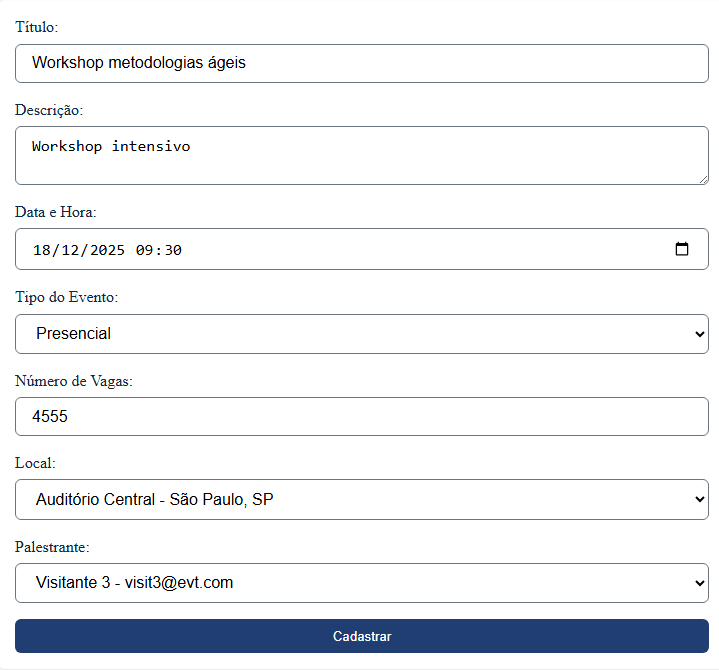 Título:
Workshop metodologias ágeis
Descrição:
Workshop intensivo
Data e Hora:
18/12/2025 09:30
Tipo do Evento:
Presencial
Número de Vagas:
4555
Local:
Auditório Central - São Paulo, SP
Palestrante:
Visitante 3 - visit3@evt.com
Cadastrar